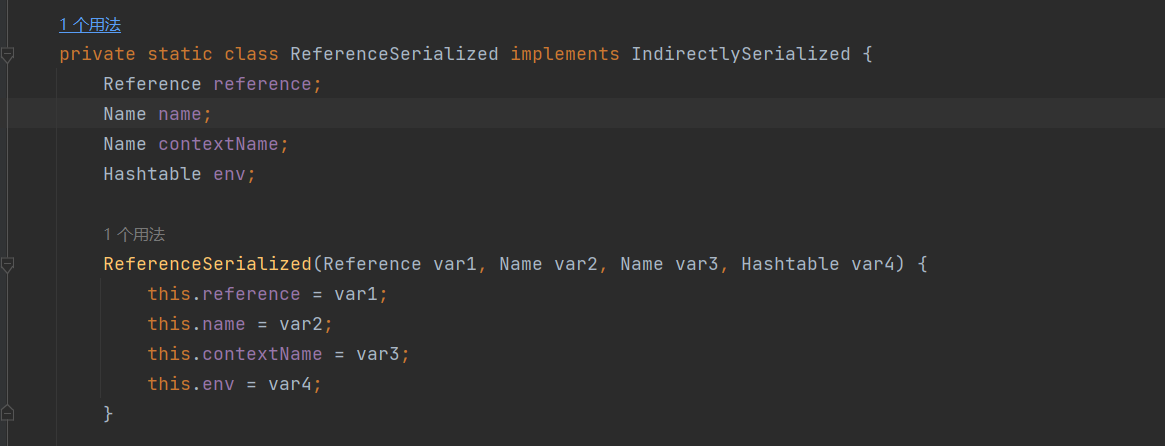 1 个用法
private static class ReferenceSerialized implements IndirectlySerialized {
Reference reference;
Name name;
Name contextName;
Hashtable env;
1 个用法
ReferenceSerialized(Reference var1, Name var2, Name var3, Hashtable var4) {
this.reference = var1;
this.name = var2;
this.contextName = var3;
this.env = var4;
}